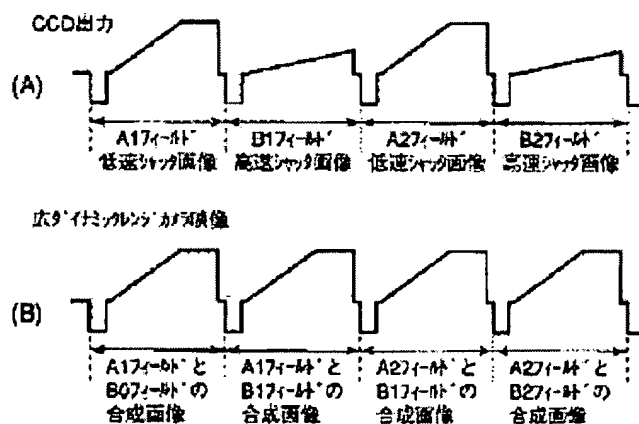 CCD出力
(A)
A1フィールド
低速シャッタ画像
B1フィールド
高速シャッタ画像
A2フィールド
低速シャッタ画像
B2フィールド
高速シャッタ画像
広ダイナミックレンジカメラ映像
(B)
A1フィールドと
B0フィールドの
合成画像
A1フィールドと
B1フィールドの
合成画像
A2フィールドと
B1フィールドの
合成画像
A2フィールドと
B2フィールドの
合成画像